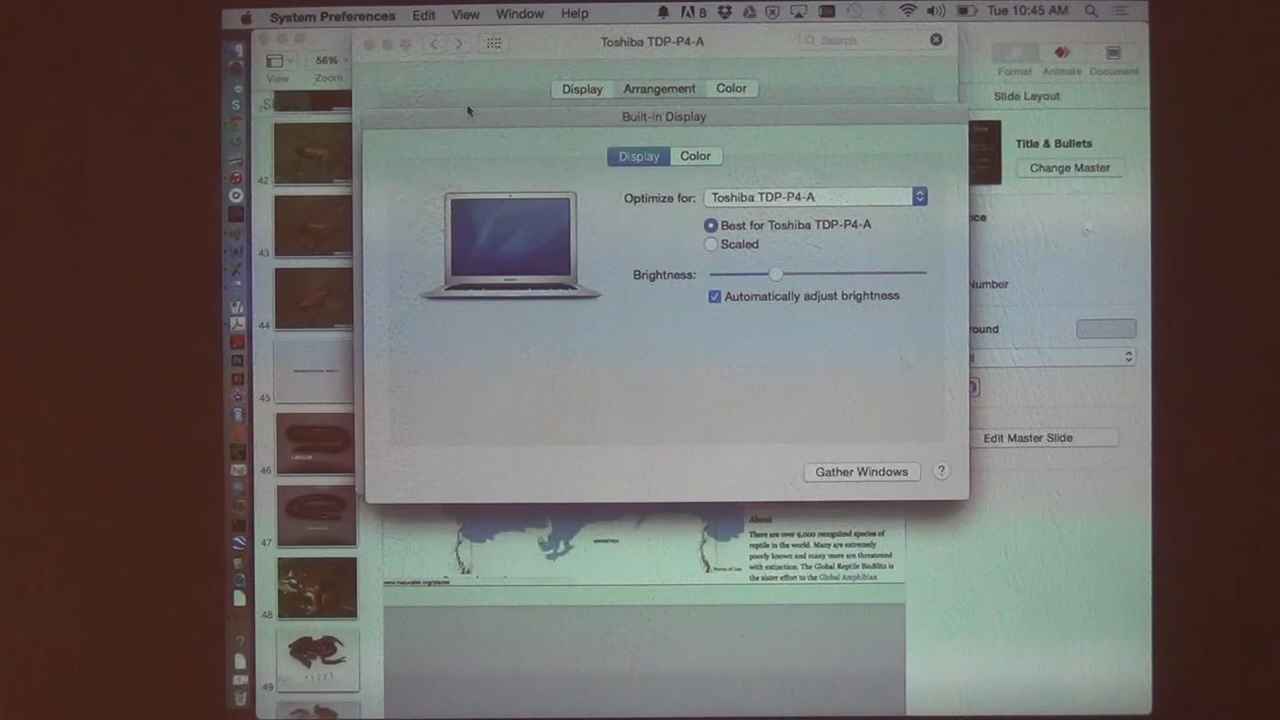 System Preferences Edit View Window Help 8 Tue 10:45 AM
Toshiba TDP-P4-A Search
56%
View Zoom Format Animate Document
Display Arrangement Color
Slide Layout
Built-in Display
Title & Bullets
Change Master
Display Color
Optimize for: Toshiba TDP-P4-A
Best for Toshiba TDP-P4-A
Scaled
Brightness:
Automatically adjust brightness
Number
42
43
44
45
46
47
48
49
Edit Master Slide
Gather Windows ?
About
There are over 9,000 recognized species of
reptile in the world. Many are extremely
poorly known and many more are threatened
with extinction. The Global Reptile BioBlitz is
the sister effort to the Global Amphibian
Terms of Use